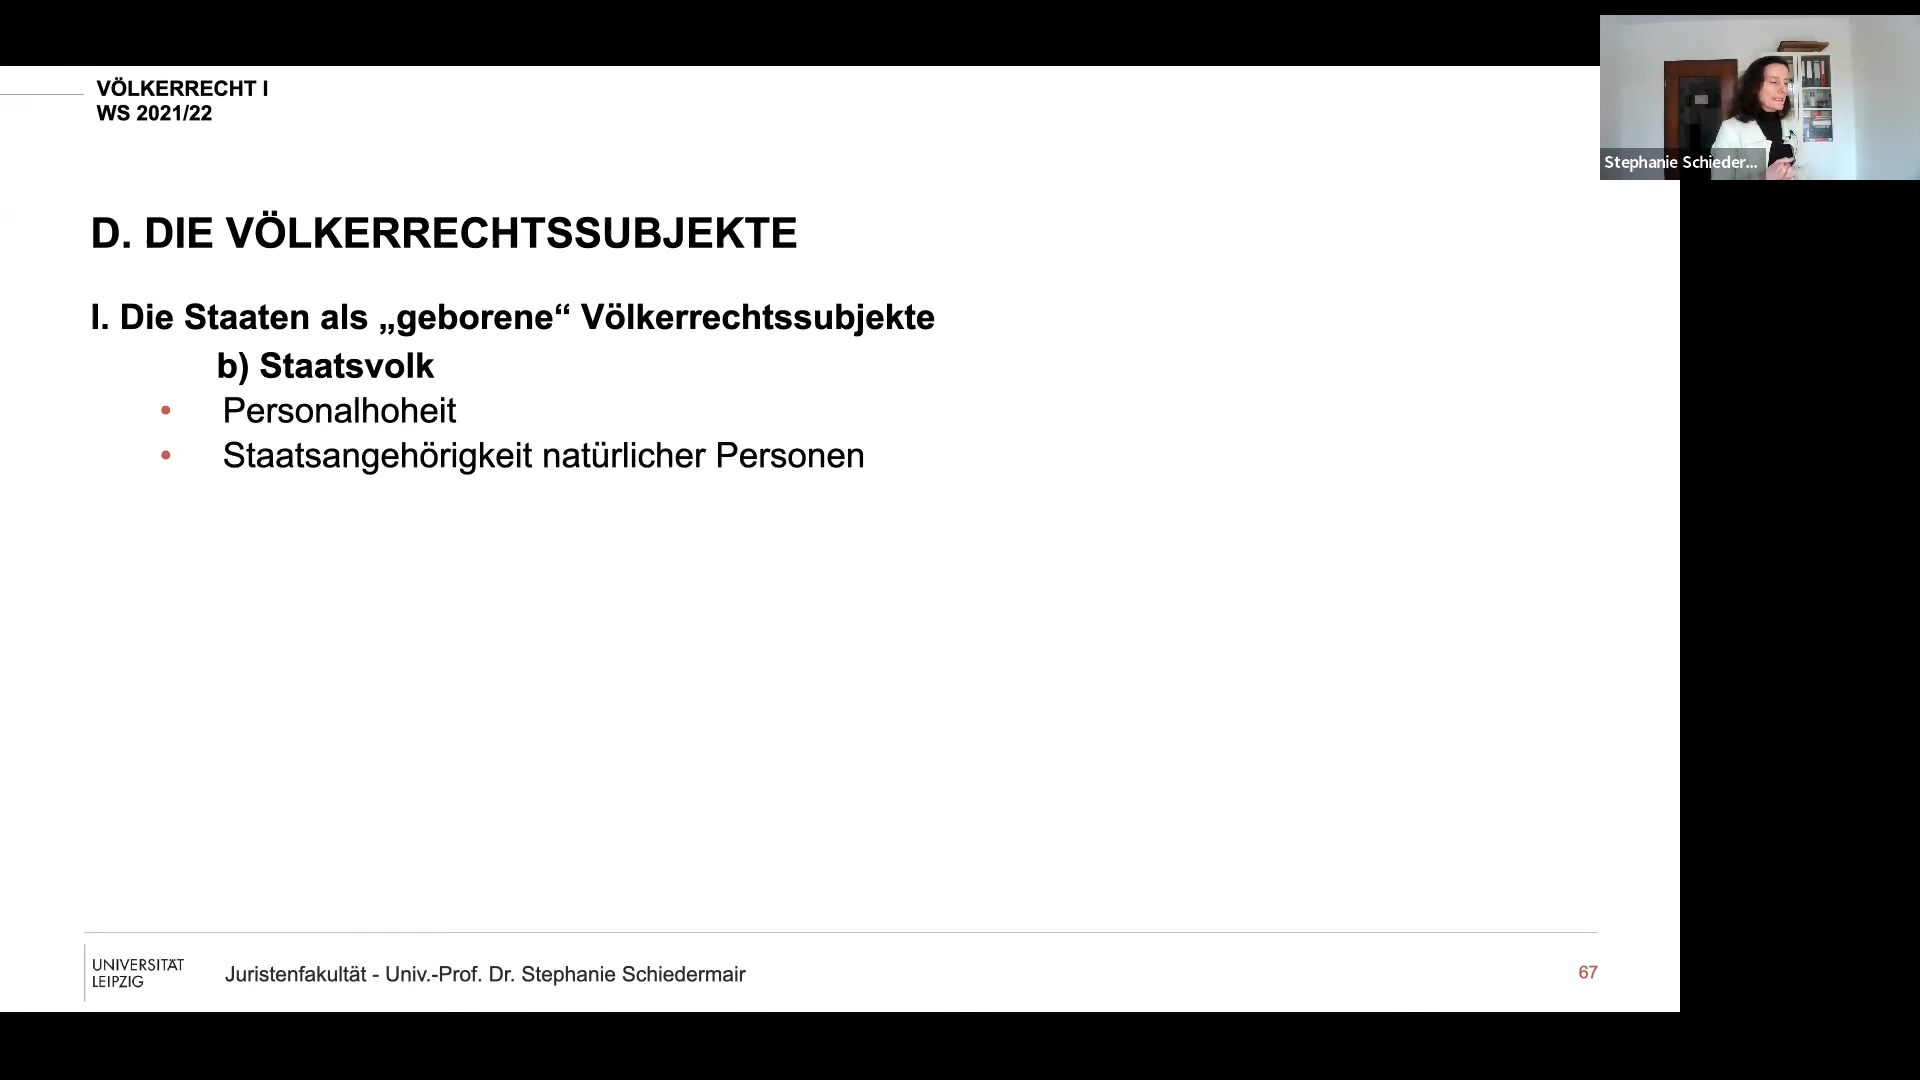 VÖLKERRECHT I
WS 2021/22
Stephanie Schieder...
D. DIE VÖLKERRECHTSSUBJEKTE
I. Die Staaten als „geborene“ Völkerrechtssubjekte
b) Staatsvolk
• Personalhoheit
• Staatsangehörigkeit natürlicher Personen
UNIVERSITÄT
LEIPZIG
Juristenfakultät - Univ.-Prof. Dr. Stephanie Schiedermair
67